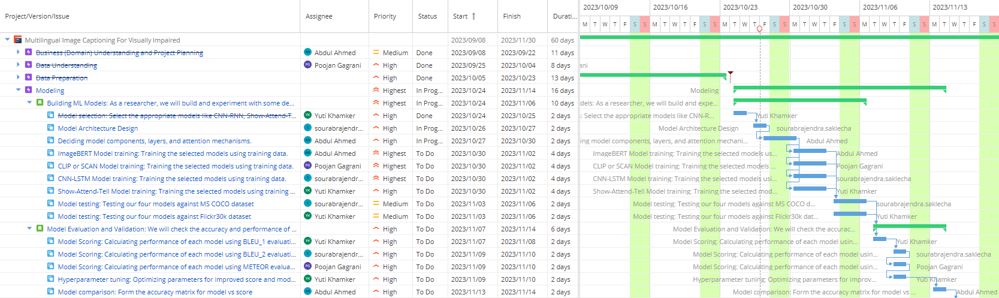 Project/Version/Issue Assignee Priority Status Start ↑ Finish Durati...
2023/10/09 2023/10/16 2023/10/23 2023/10/30 2023/11/06 2023/11/13
M T W T F S S M T W T F S S M T W T F S S M T W T F S S M T W T F S S M T W T F S S
Multilingual Image Captioning For Visually Impaired 2023/09/08 2023/11/30 60 days
Business (Domain) Understanding and Project Planning AA Abdul Ahmed Medium Done 2023/09/08 2023/09/22 11 days
Data Understanding PG Poojan Gagrani High Done 2023/09/25 2023/10/04 8 days ani
Data Preparation High Done 2023/10/05 2023/10/23 13 days
Modeling Highest In Prog... 2023/10/24 2023/11/14 16 days Modeling
Building ML Models: As a researcher, we will build and experiment with some de... Highest In Prog... 2023/10/24 2023/11/06 10 days dels: As a researcher, we will build and expe...
Model selection: Select the appropriate models like CNN-RNN, Show-Attend-T... YK Yuti Khamker High Done 2023/10/24 2023/10/25 2 days : Select the appropriate models like CNN-R... Yuti Khamker
Model Architecture Design S sourabrajendr... High In Prog... 2023/10/26 2023/10/27 2 days Model Architecture Design sourabrajendra.saklecha
Deciding model components, layers, and attention mechanisms. AA Abdul Ahmed High In Prog... 2023/10/27 2023/10/30 2 days ing model components, layers, and attention mechani... Abdul Ahmed
ImageBERT Model training: Training the selected models using training data. AA Abdul Ahmed Highest To Do 2023/10/30 2023/11/02 4 days ImageBERT Model training: Training the selected models us... Abdul Ahmed
CLIP or SCAN Model training: Training the selected models using training data. PG Poojan Gagrani Highest To Do 2023/10/30 2023/11/02 4 days CLIP or SCAN Model training: Training the selected models ... Poojan Gagrani
CNN-LSTM Model training: Training the selected models using training data. S sourabrajendr... Highest To Do 2023/10/30 2023/11/02 4 days CNN-LSTM Model training: Training the selected models usi... sourabrajendra.saklecha
Show-Attend-Tell Model training: Training the selected models using training ... YK Yuti Khamker High To Do 2023/10/30 2023/11/02 4 days Show-Attend-Tell Model training: Training the selected mod... Yuti Khamker
Model testing: Testing our four models against MS COCO dataset S sourabrajendr... Medium To Do 2023/11/03 2023/11/06 2 days Model testing: Testing our four models against MS COCO d... sourabrajendra.saklecha
Model testing: Testing our four models against Flickr30k dataset YK Yuti Khamker Medium To Do 2023/11/03 2023/11/06 2 days Model testing: Testing our four models against Flickr30k dat... Yuti Khamker
Model Evaluation and Validation: We will check the accuracy and performance of ... High To Do 2023/11/07 2023/11/14 6 days Model Evaluation and Validation: We will check the accurac...
Model Scoring: Calculating performance of each model using BLEU_1 evaluati... YK Yuti Khamker High To Do 2023/11/07 2023/11/08 2 days Model Scoring: Calculating performance of each model usin... Yuti Khamker
Model Scoring: Calculating performance of each model using BLEU_2 evaluati... S sourabrajendr... High To Do 2023/11/09 2023/11/10 2 days Model Scoring: Calculating performance of each model usin... sourabrajendra.saklecha
Model Scoring: Calculating performance of each model using METEOR evalua... PG Poojan Gagrani High To Do 2023/11/09 2023/11/10 2 days Model Scoring: Calculating performance of each model usin... Poojan Gagrani
Hyperparameter tuning: Optimizing parameters for improved score and mod... YK Yuti Khamker High To Do 2023/11/09 2023/11/10 2 days Hyperparameter tuning: Optimizing parameters for improv... Yuti Khamker
Model comparison: Form the accuracy matrix for model vs score AA Abdul Ahmed High To Do 2023/11/13 2023/11/14 2 days Model comparison: Form the accuracy matrix for model vs ... Abdul Ahmed